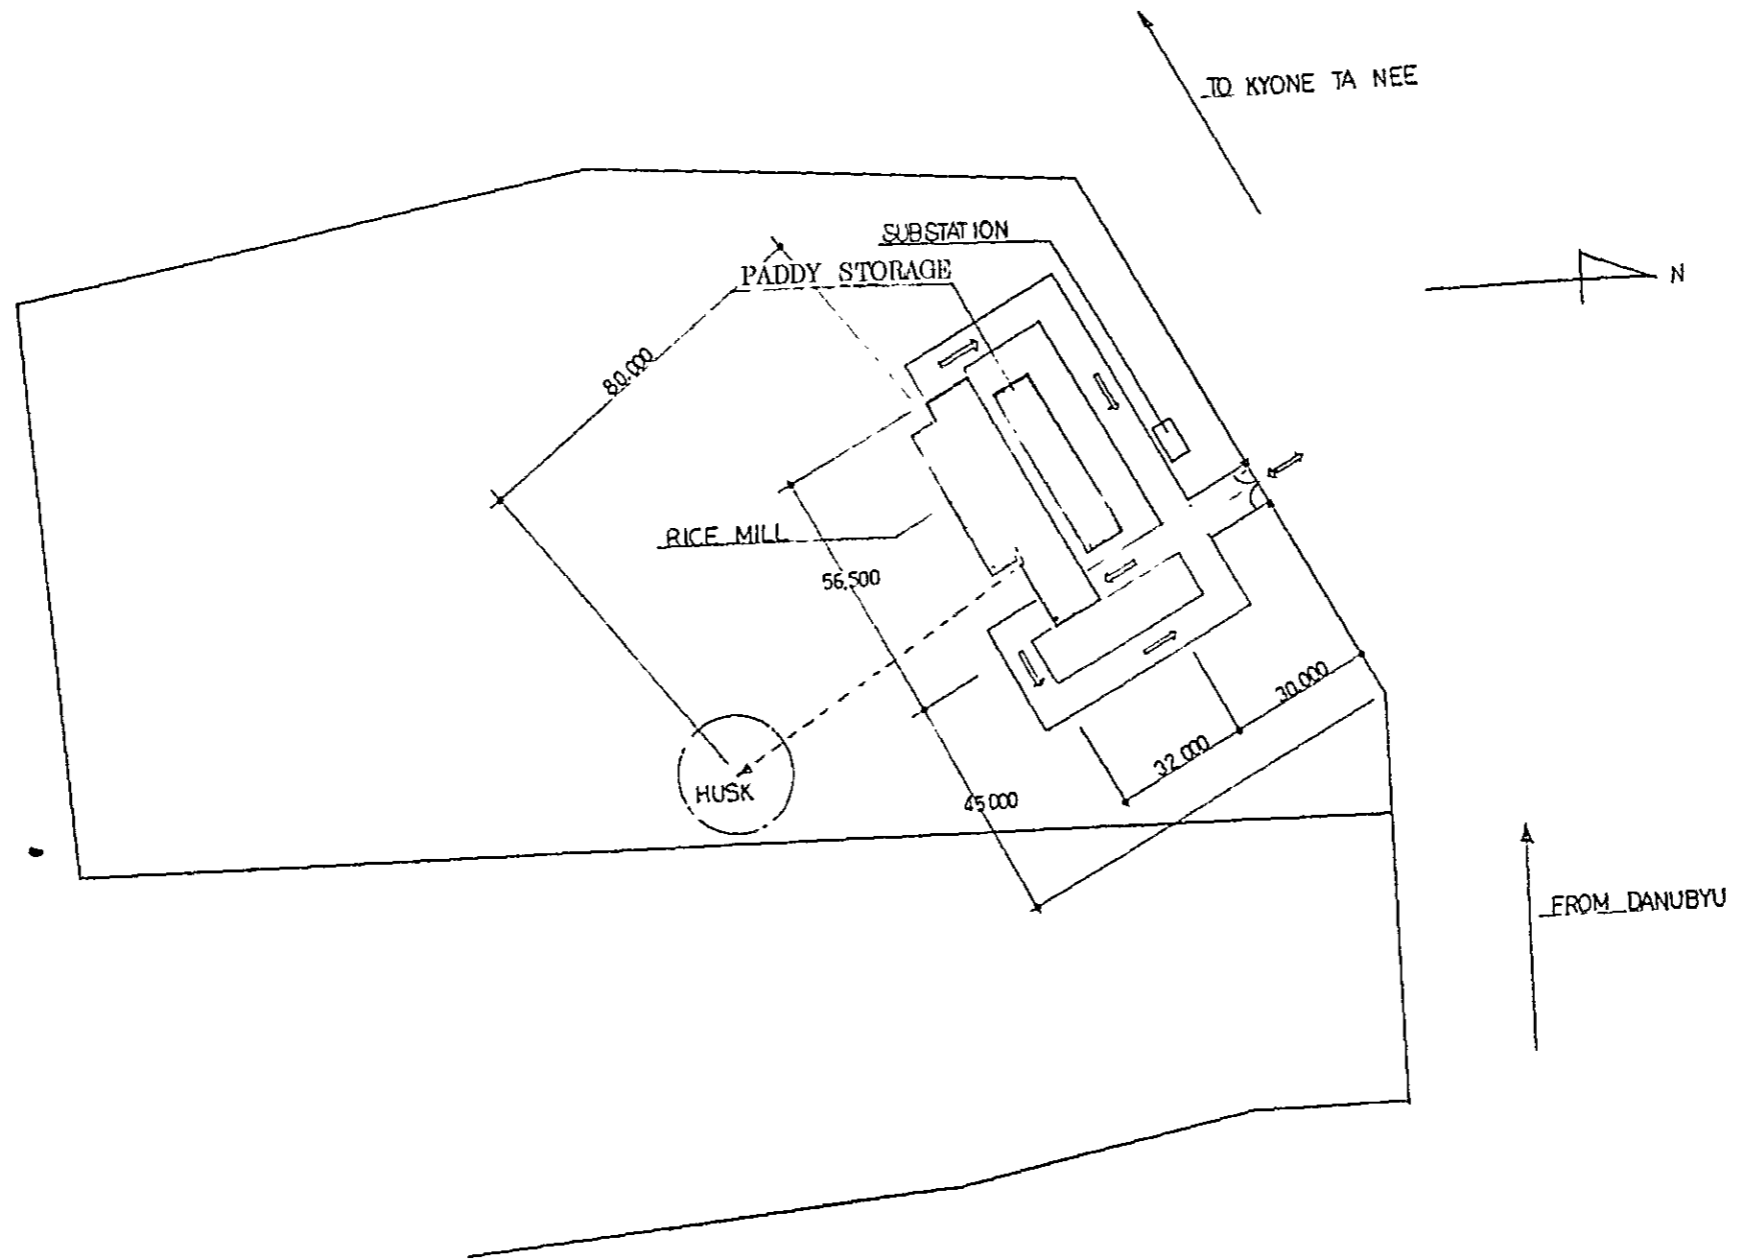 TO KYONE TA NEE
SUBSTATION
PADDY STORAGE
N
80.000
RICE MILL
56,500
30.000
32 000
HUSK
45 000
FROM DANUBYU